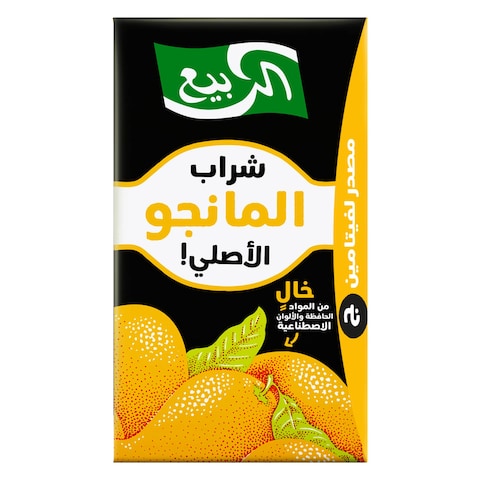 الربيع
شراب
المانجو
الأصلي!
خالٍ
من المواد
الحافظة والألوان
الاصطناعية
مصدر لفيتامين ج